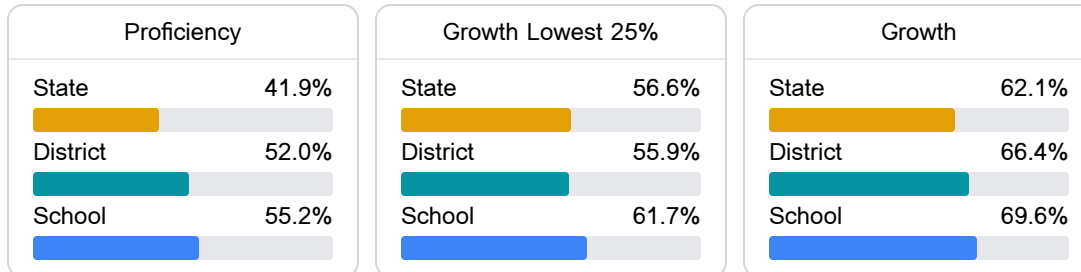 Proficiency
State 41.9%
District 52.0%
School 55.2%
Growth Lowest 25%
State 56.6%
District 55.9%
School 61.7%
Growth
State 62.1%
District 66.4%
School 69.6%